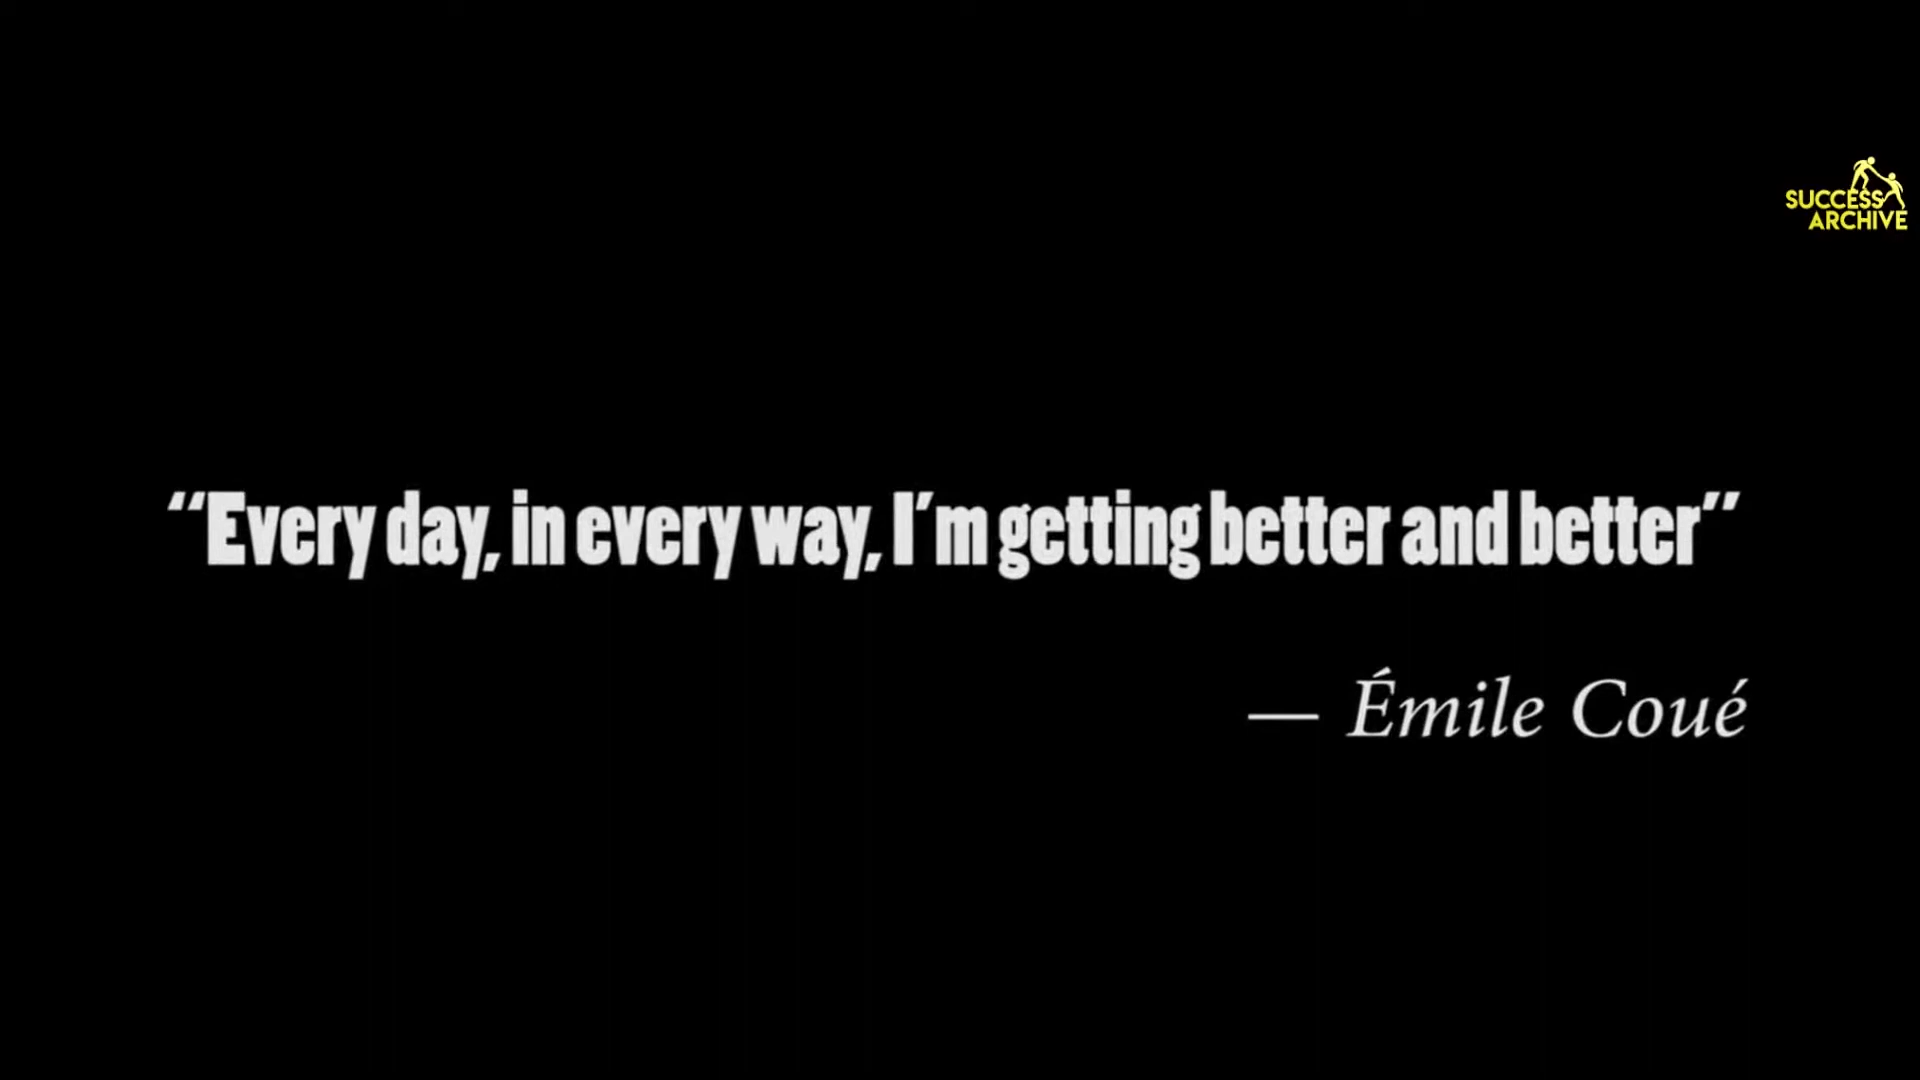 SUCCESS
ARCHIVE
“Every day, in every way, I’m getting better and better”
— Émile Coué